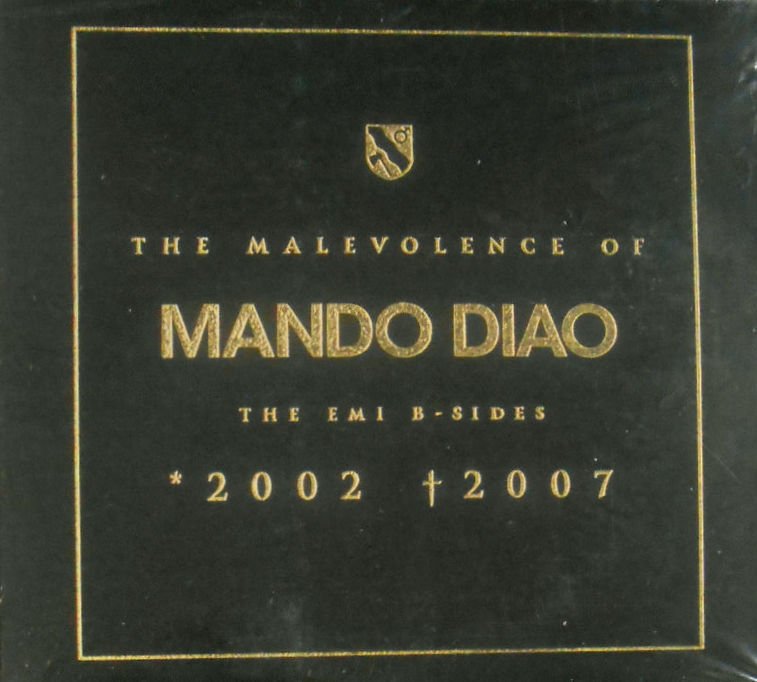 THE MALEVOLENCE OF
MANDO DIAO
THE EMI B-SIDES
*2002 †2007